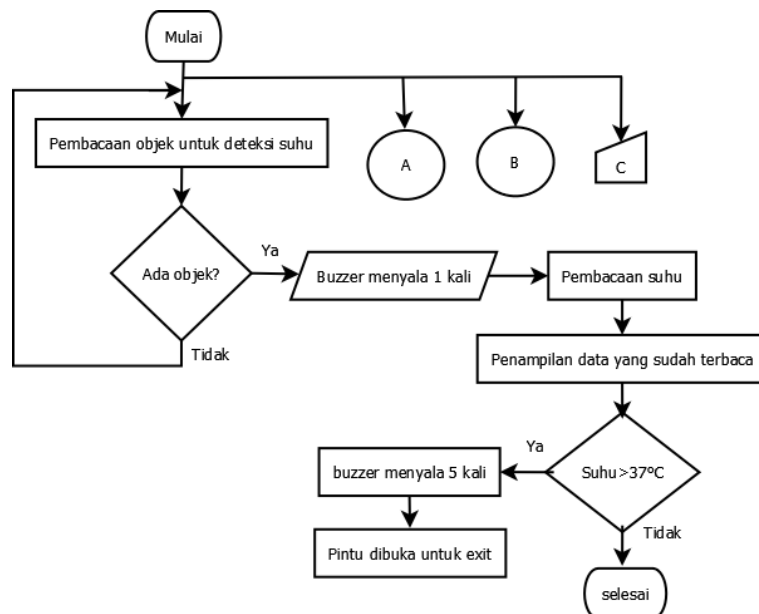 Mulai
Pembacaan objek untuk deteksi suhu
A
B
C
Ada objek?
Ya
Buzzer menyala 1 kali
Pembacaan suhu
Tidak
Penampilan data yang sudah terbaca
Suhu>37°C
Ya
buzzer menyala 5 kali
Tidak
Pintu dibuka untuk exit
selesai